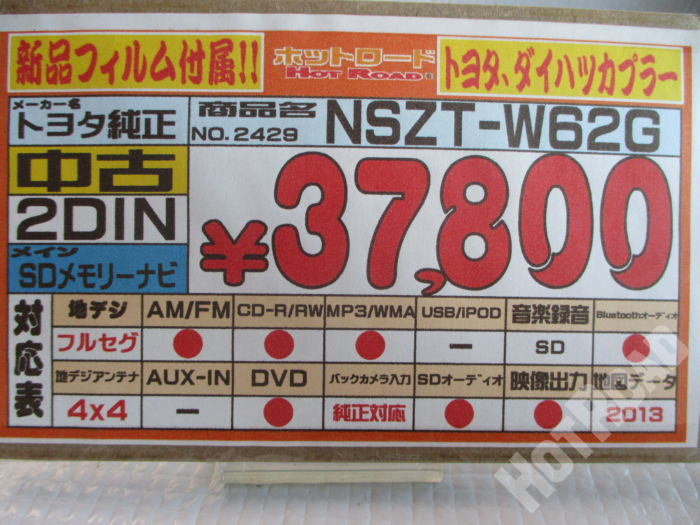 新品フィルム付属!!
ホットロード
HOT ROAD
トヨタ、ダイハツカプラー
メーカー名
トヨタ純正
商品名
NO.2429
NSZT-W62G
中古
2DIN
メイン
SDメモリーナビ
¥37,800
対応表
地デジ AM/FM CD-R/RW MP3/WMA USB/iPOD 音楽録音 Bluetoothオーディオ
フルセグ ● ● ● ー SD ●
地デジアンテナ AUX-IN DVD バックカメラ入力 SDオーディオ 映像出力 地図データ
4x4 ー ● 純正対応 ● ● 2013
HOTROAD